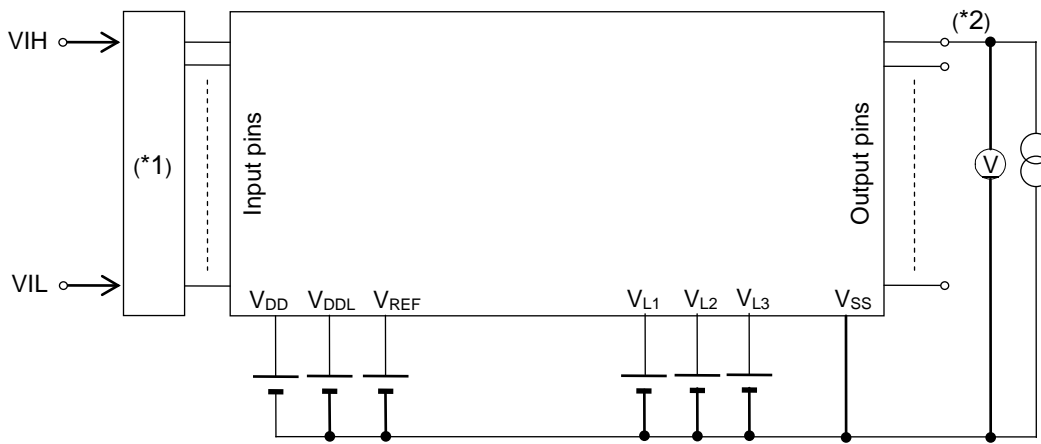 (*2)
VIH
(*1)
Input pins
Output pins
V
VIL
VDD VDDL VREF VL1 VL2 VL3 VSS